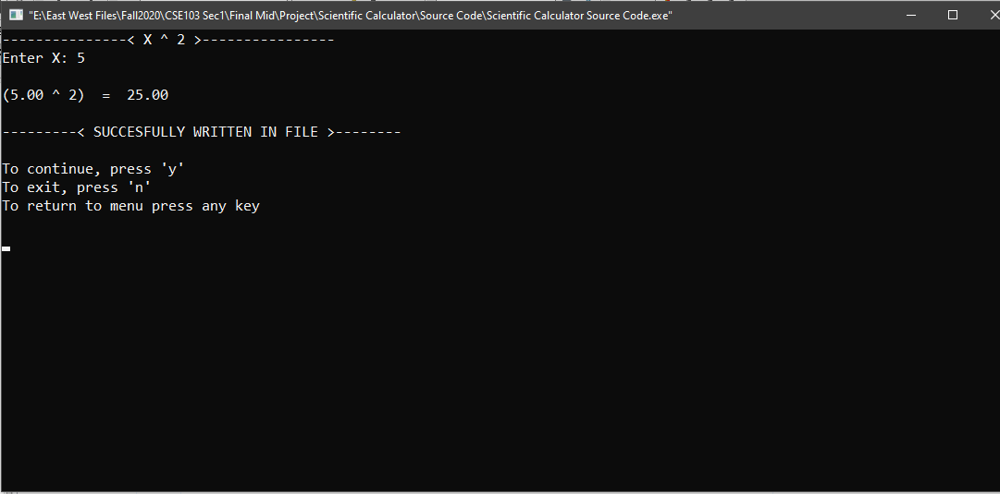 "E:\East West Files\Fall2020\CSE103 Sec1\Final Mid\Project\Scientific Calculator\Source Code\Scientific Calculator Source Code.exe"
---------------< X ^ 2 >----------------
Enter X: 5
(5.00 ^ 2)  =  25.00
---------< SUCCESFULLY WRITTEN IN FILE >--------
To continue, press 'y'
To exit, press 'n'
To return to menu press any key